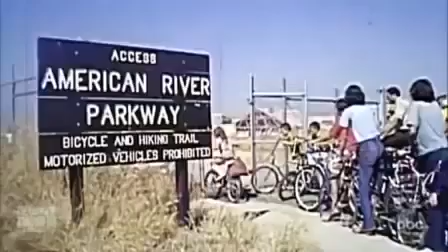 ACCESS
AMERICAN RIVER
PARKWAY
BICYCLE AND HIKING TRAIL
MOTORIZED VEHICLES PROHIBITED
abc